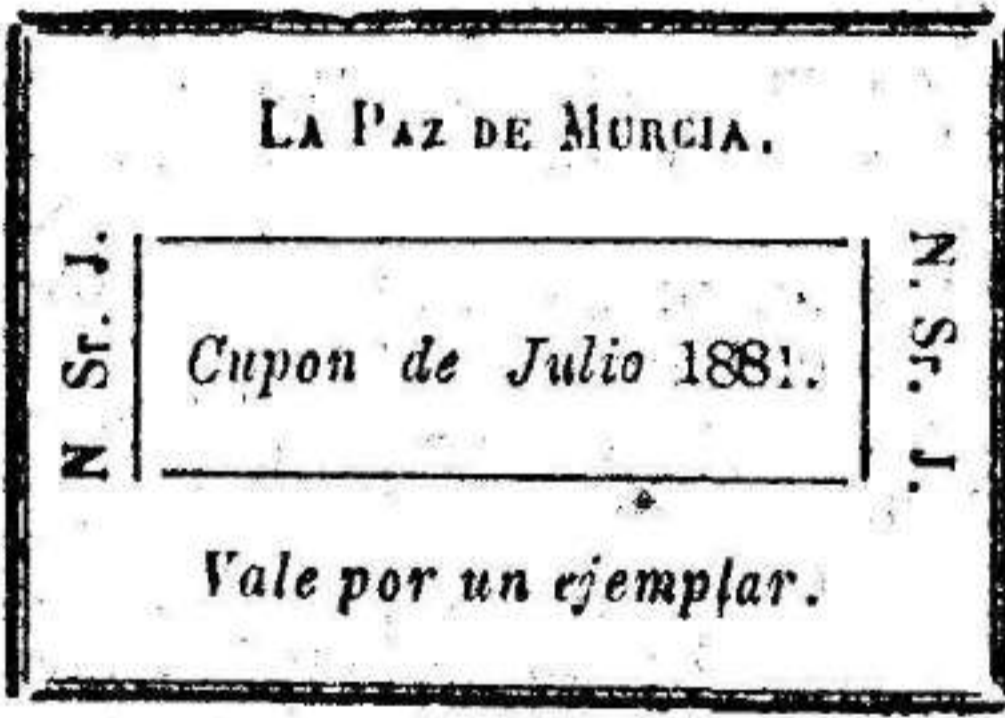 LA PAZ DE MURCIA.
N Sr. J.
Cupon de Julio 1881.
N. Sr. J.
Vale por un ejemplar.